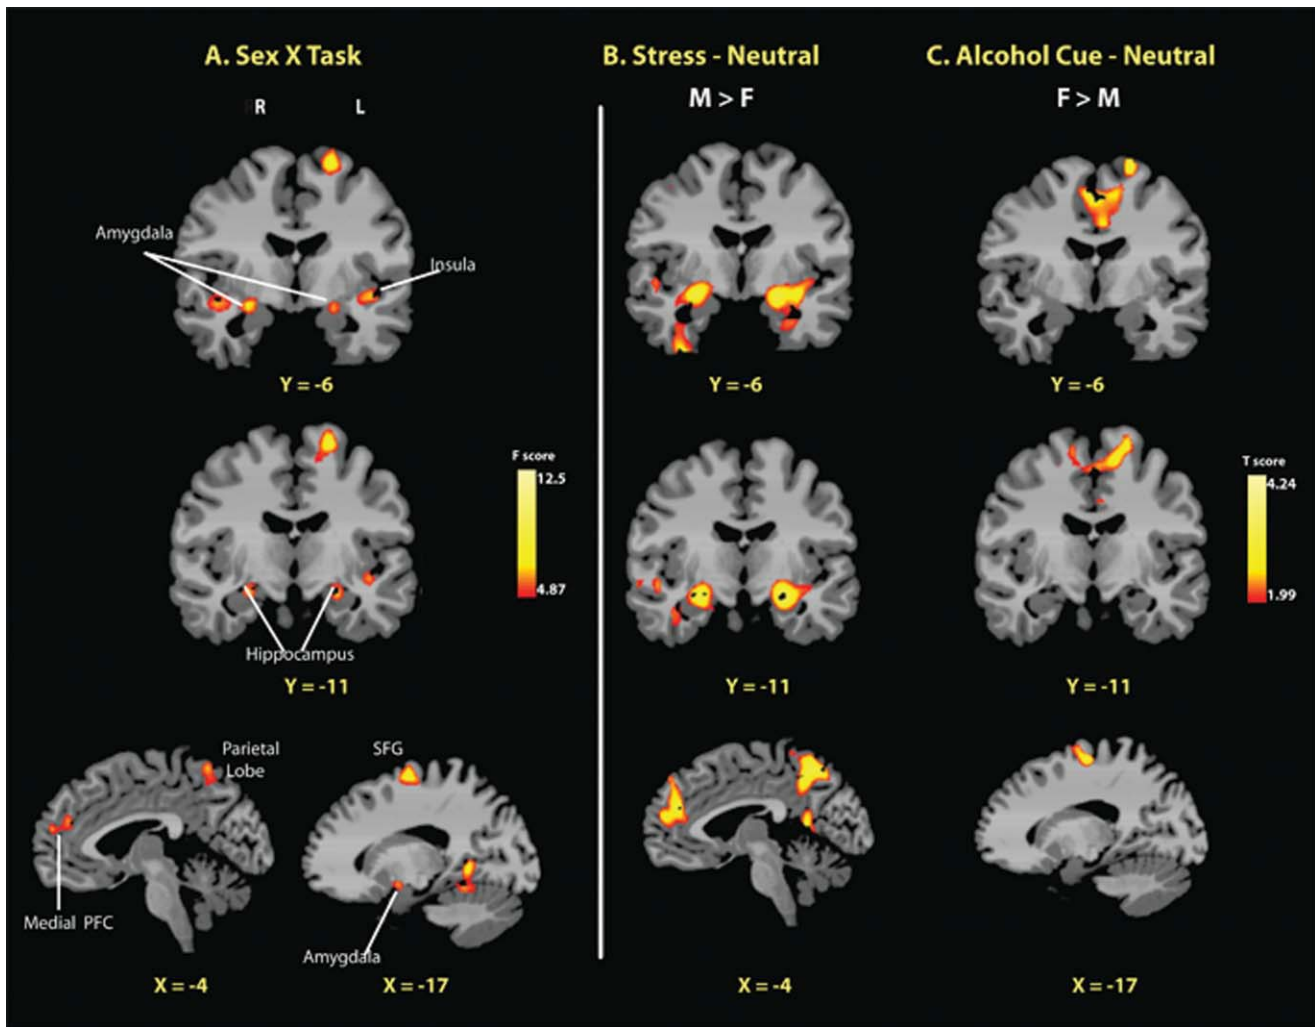 A. Sex X Task
B. Stress - Neutral
C. Alcohol Cue - Neutral
R
L
M > F
F > M
Amygdala
Insula
Y = -6
Y = -6
Y = -6
F score
12.5
4.87
T score
4.24
1.99
Hippocampus
Y = -11
Y = -11
Y = -11
Parietal
Lobe
SFG
Medial PFC
Amygdala
X = -4
X = -17
X = -4
X = -17